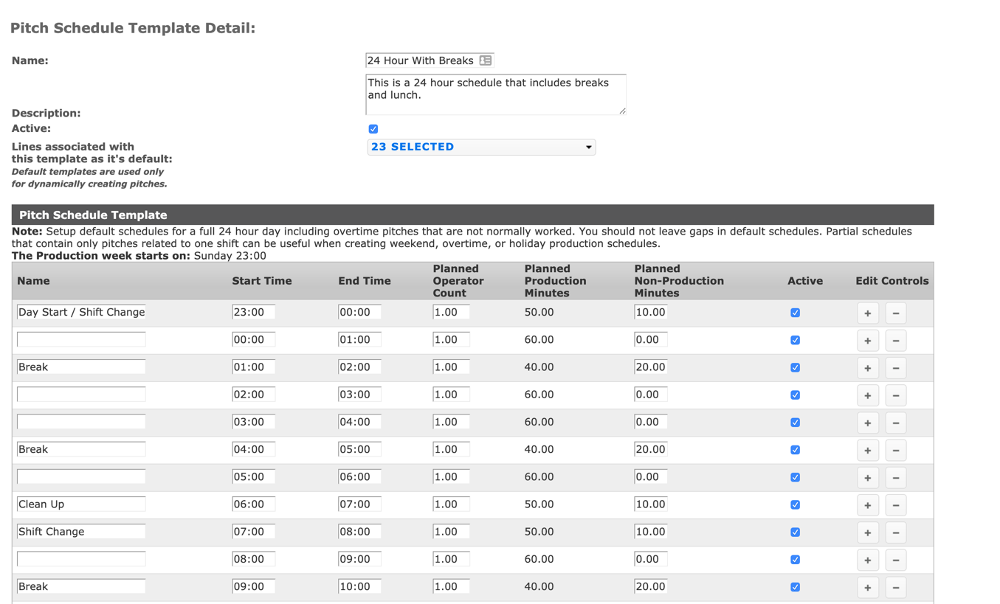 Pitch Schedule Template Detail:
Name: 24 Hour With Breaks
This is a 24 hour schedule that includes breaks
and lunch.
Description:
Active:
Lines associated with
this template as it's default:
23 SELECTED
Default templates are used only
for dynamically creating pitches.
Pitch Schedule Template
Note: Setup default schedules for a full 24 hour day including overtime pitches that are not normally worked. You should not leave gaps in default schedules. Partial schedules
that contain only pitches related to one shift can be useful when creating weekend, overtime, or holiday production schedules.
The Production week starts on: Sunday 23:00
Name Start Time End Time Planned Operator Count Planned Production Minutes Planned Non-Production Minutes Active Edit Controls
Day Start / Shift Change 23:00 00:00 1.00 50.00 10.00 + -
00:00 01:00 1.00 60.00 0.00 + -
Break 01:00 02:00 1.00 40.00 20.00 + -
02:00 03:00 1.00 60.00 0.00 + -
03:00 04:00 1.00 60.00 0.00 + -
Break 04:00 05:00 1.00 40.00 20.00 + -
05:00 06:00 1.00 60.00 0.00 + -
Clean Up 06:00 07:00 1.00 50.00 10.00 + -
Shift Change 07:00 08:00 1.00 50.00 10.00 + -
08:00 09:00 1.00 60.00 0.00 + -
Break 09:00 10:00 1.00 40.00 20.00 + -